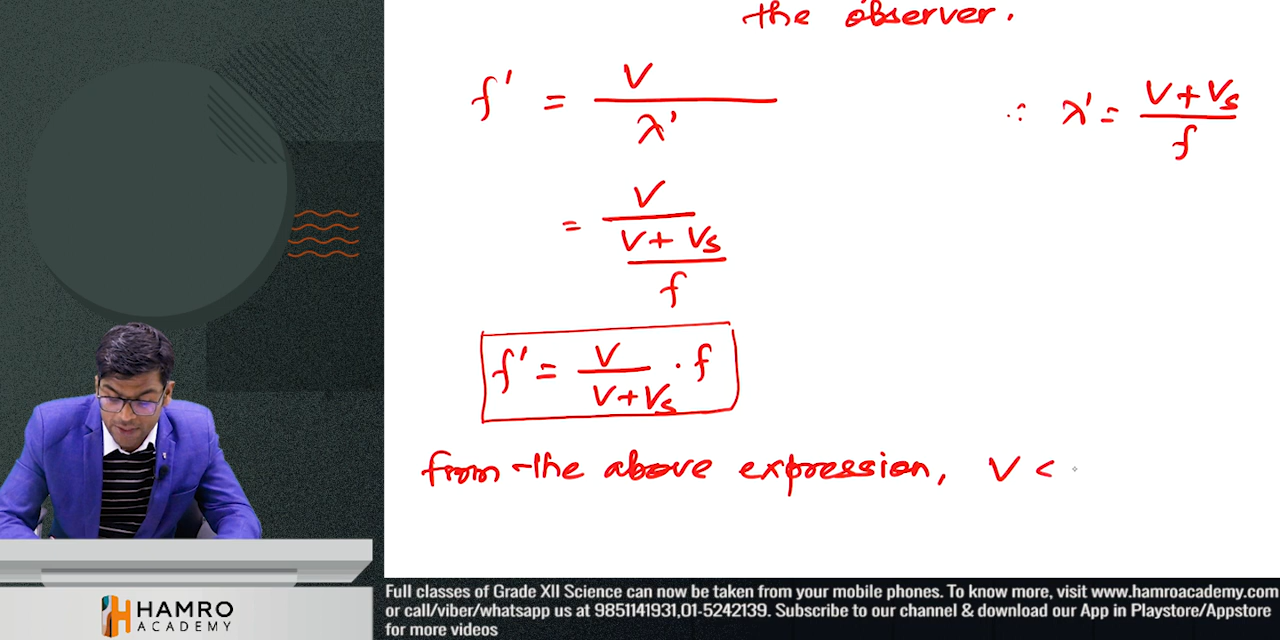 the observer.
f' = V / λ'
∴ λ' = V + Vs / f
= V / V + Vs / f
f' = V / V + Vs · f
from the above expression, V <
HAMRO
ACADEMY
Full classes of Grade XII Science can now be taken from your mobile phones. To know more, visit www.hamroacademy.com
or call/viber/whatsapp us at 9851141931,01-5242139. Subscribe to our channel & download our App in Playstore/Appstore
for more videos